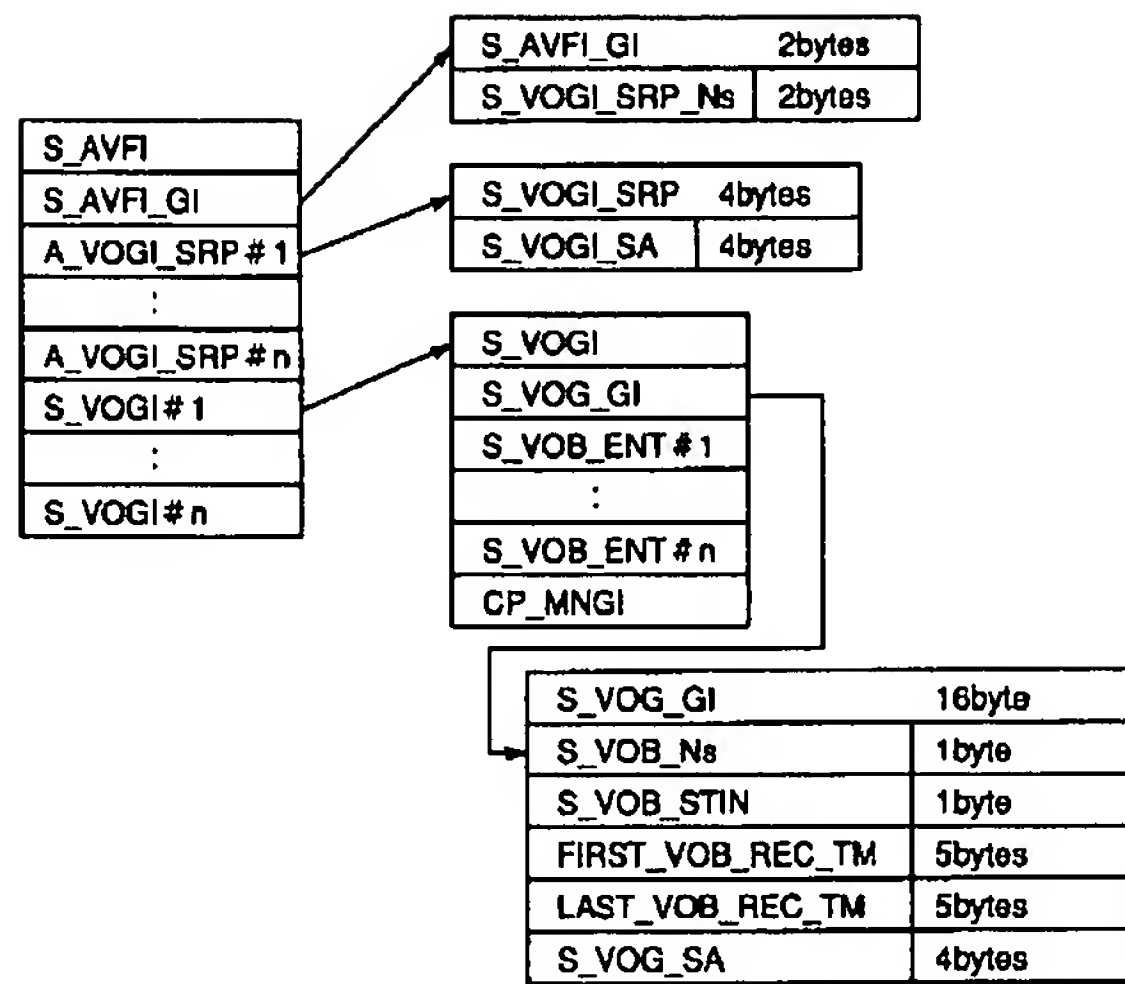 S_AVFI
S_AVFI_GI
A_VOGI_SRP#1
:
A_VOGI_SRP#n
S_VOGI#1
:
S_VOGI#n
S_AVFI_GI 2bytes
S_VOGI_SRP_Ns 2bytes
S_VOGI_SRP 4bytes
S_VOGI_SA 4bytes
S_VOGI
S_VOG_GI
S_VOB_ENT#1
:
S_VOB_ENT#n
CP_MNGI
S_VOG_GI 16byte
S_VOB_Ns 1byte
S_VOB_STIN 1byte
FIRST_VOB_REC_TM 5bytes
LAST_VOB_REC_TM 5bytes
S_VOG_SA 4bytes